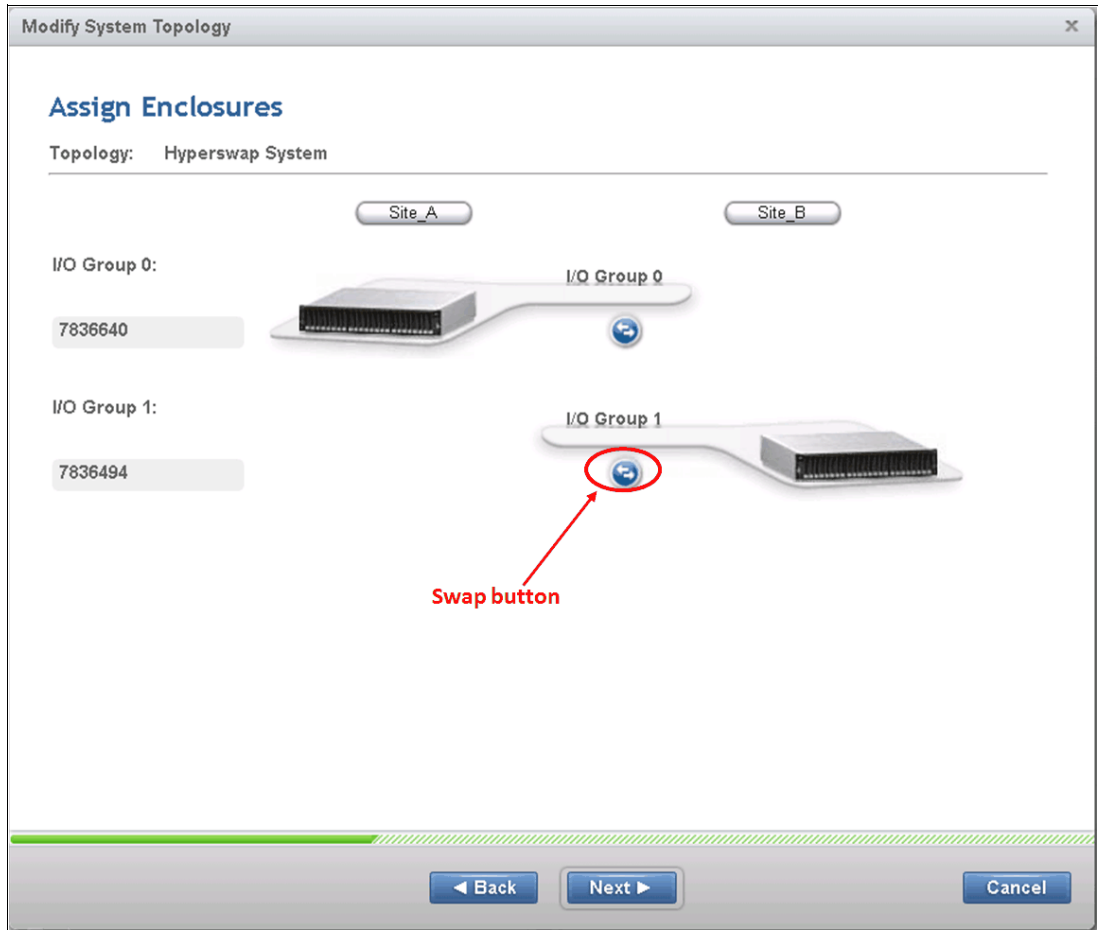 Modify System Topology
Assign Enclosures
Topology: Hyperswap System
Site_A Site_B
I/O Group 0:
I/O Group 0
7836640
I/O Group 1:
I/O Group 1
7836494
Swap button
Back Next Cancel